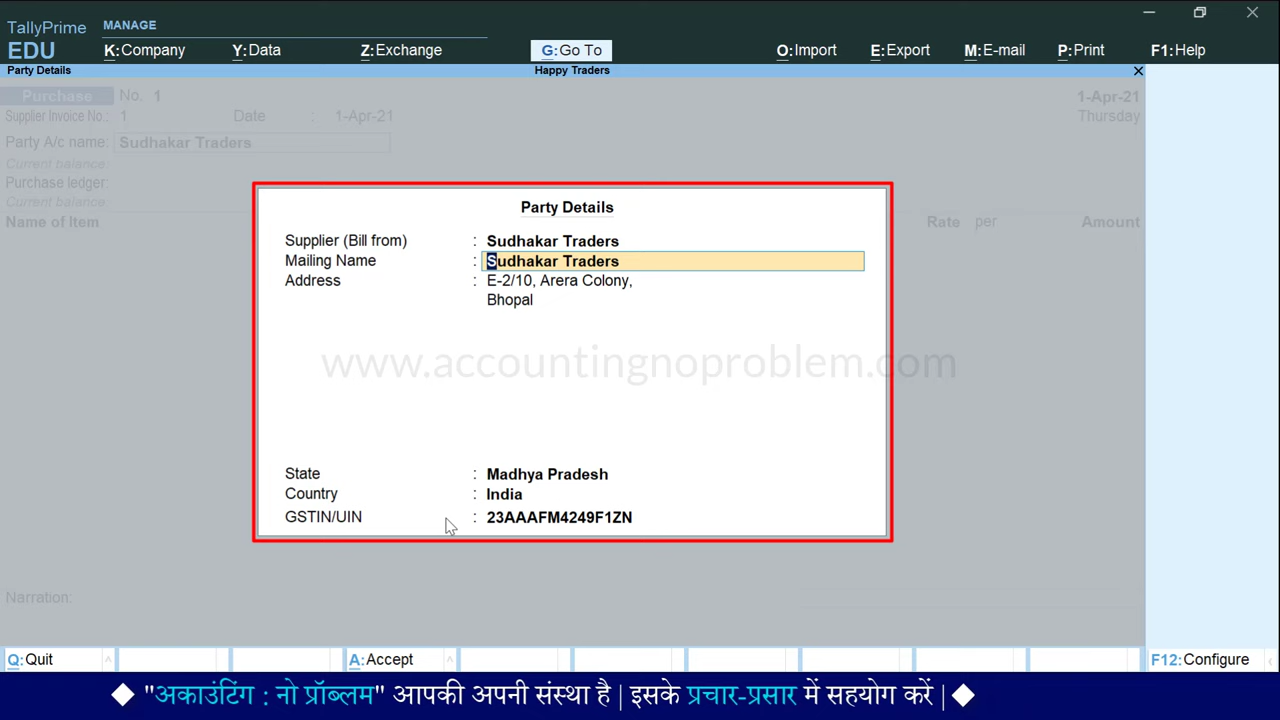 TallyPrime
EDU
MANAGE
K:Company
Y:Data
Z:Exchange
G:Go To
O:Import
E:Export
M:E-mail
P:Print
F1:Help
Party Details
Happy Traders
Purchase No. 1
1-Apr-21
Supplier Invoice No.: 1 Date : 1-Apr-21
Thursday
Party A/c name: Sudhakar Traders
Current balance:
Purchase ledger:
Current balance:
Name of Item Rate per Amount
Party Details
Supplier (Bill from) : Sudhakar Traders
Mailing Name : Sudhakar Traders
Address : E-2/10, Arera Colony,
Bhopal
www.accountingnoproblem.com
State : Madhya Pradesh
Country : India
GSTIN/UIN : 23AAAFM4249F1ZN
Narration:
Q:Quit
A:Accept
F12:Configure
"अकाउंटिंग : नो प्रॉब्लम" आपकी अपनी संस्था है | इसके प्रचार-प्रसार में सहयोग करें |